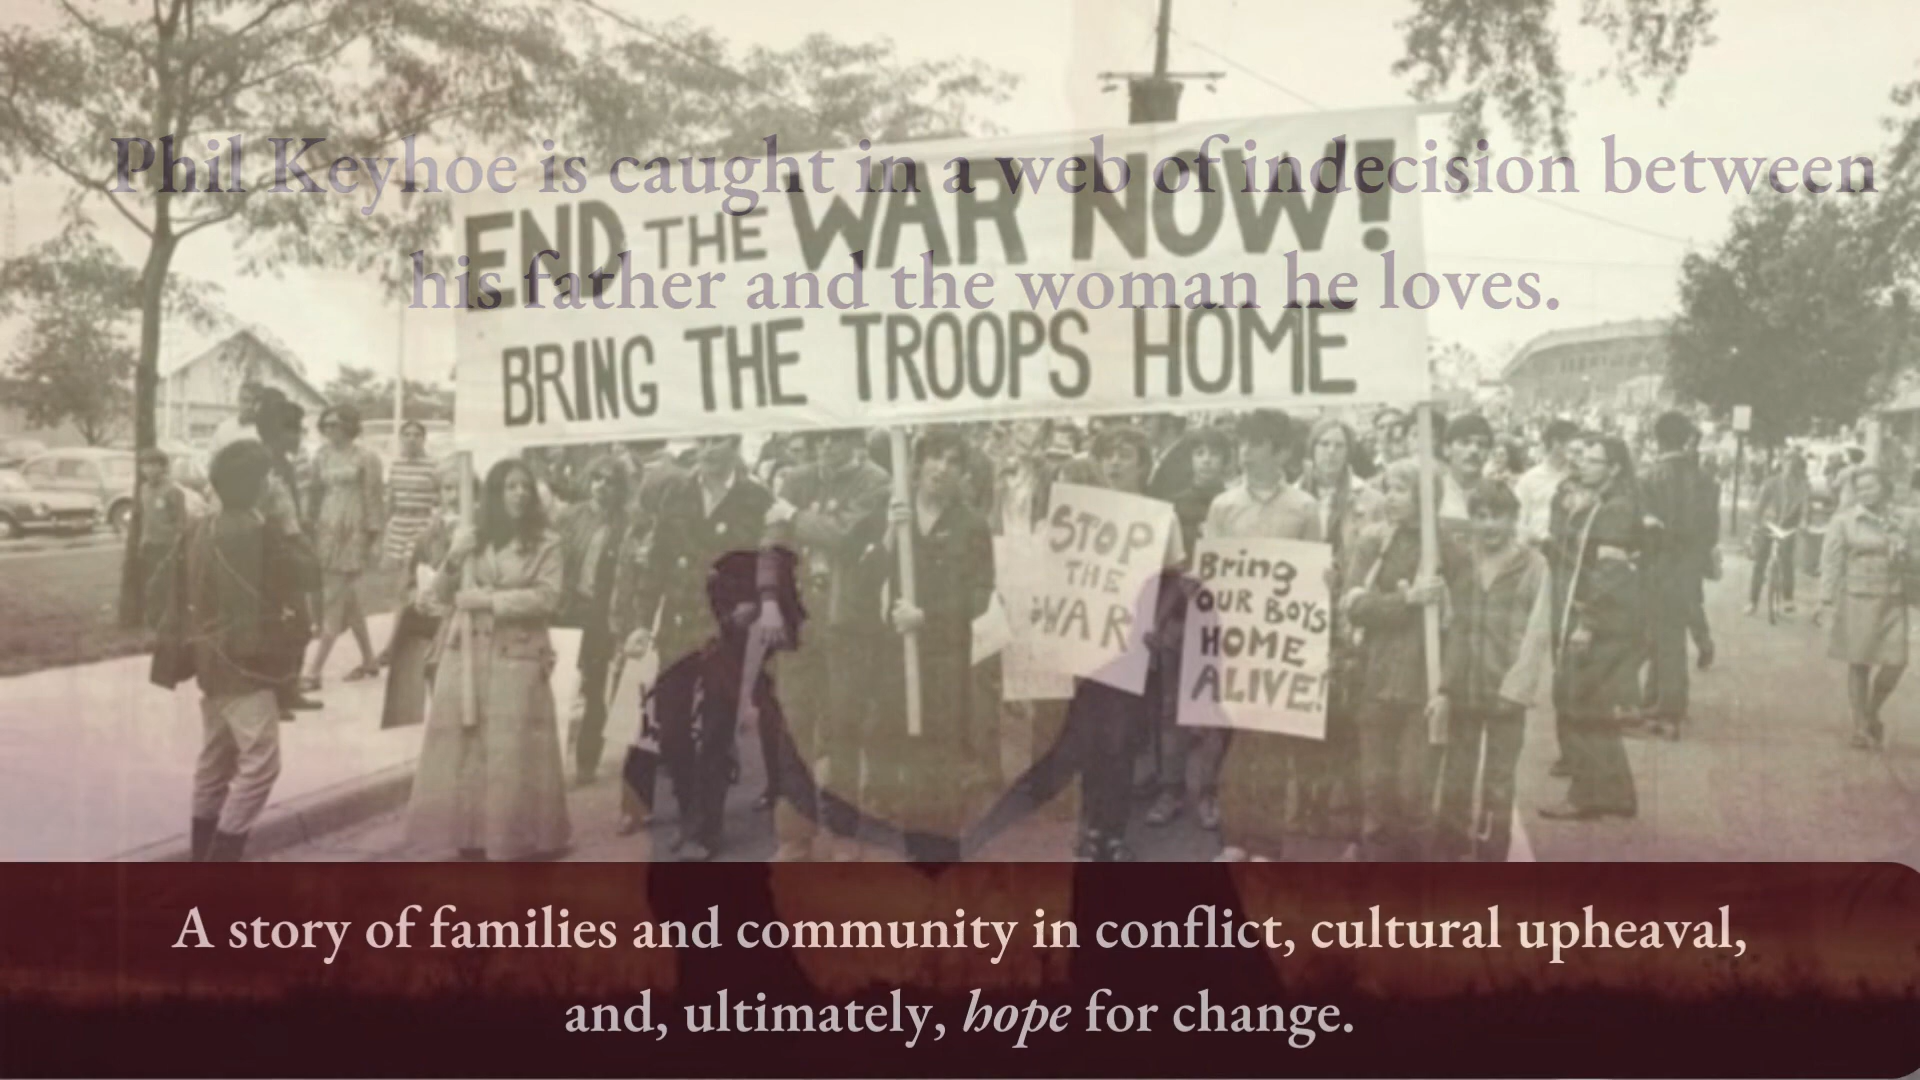 Phil Keyhoe is caught in a web of indecision between
his father and the woman he loves.
END THE WAR NOW!
BRING THE TROOPS HOME
STOP
THE
WAR
Bring
OUR BOYS
HOME
ALIVE!
A story of families and community in conflict, cultural upheaval,
and, ultimately, hope for change.